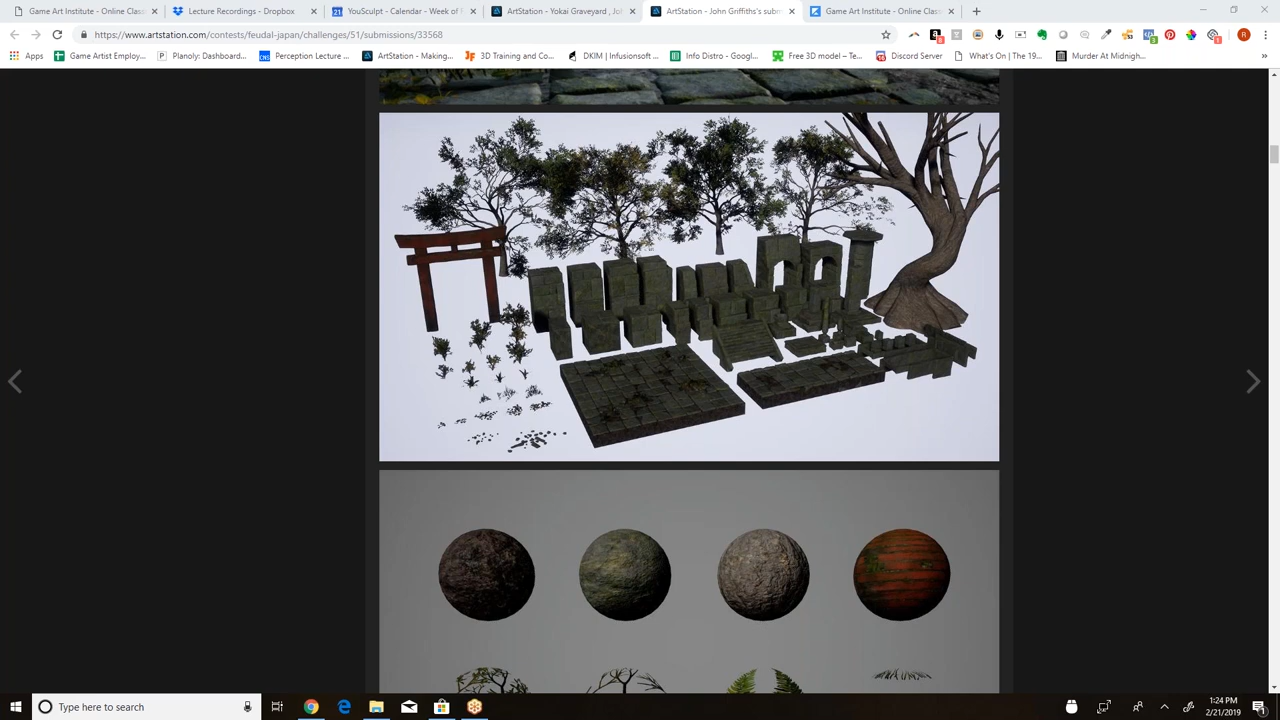 Game Art Institute - Online Clas
Lecture Recordings - Dropbox
YouSculpt - Calendar - Week of
ArtStation - Yokai Graveyard , Joh
ArtStation - John Griffiths's subm
Game Art Institute - Online Clas
https://www.artstation.com/contests/feudal-japan/challenges/51/submissions/33568
8
3
1
R
Apps
Game Artist Employ...
Planoly: Dashboard...
Perception Lecture ...
ArtStation - Making...
3D Training and Co...
DKIM | Infusionsoft ...
Info Distro - Googl...
Free 3D model – Te...
Discord Server
What's On | The 19...
Murder At Midnigh...
»
Type here to search
1:24 PM
2/21/2019